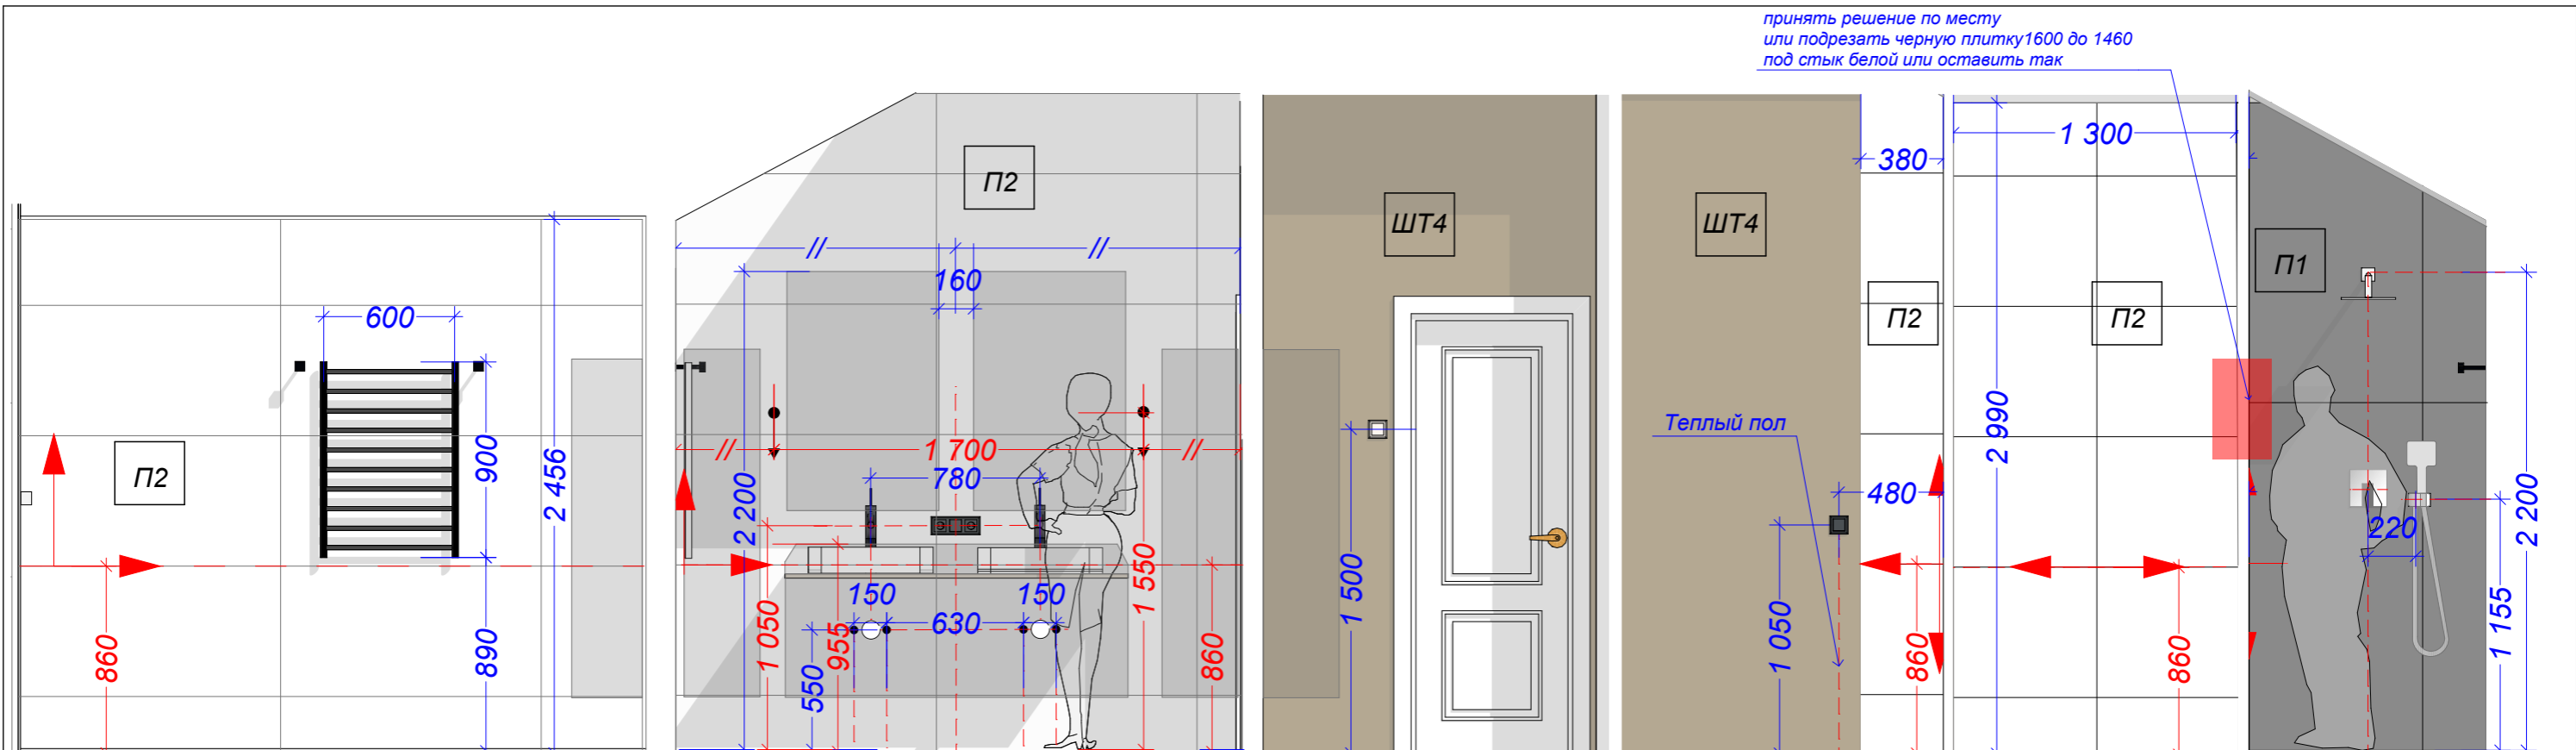 принять решение по месту
или подрезать черную плитку1600 до 1460
под стык белой или оставить так
П2
600
900
2 456
890
860
П2
//
//
160
2 200
//
1 700
//
780
1 050
955
550
150
150
630
1 550
860
ШТ4
1 500
ШТ4
380
П2
Теплый пол
480
1 050
860
1 300
П2
2 990
860
П1
220
2 200
1 155